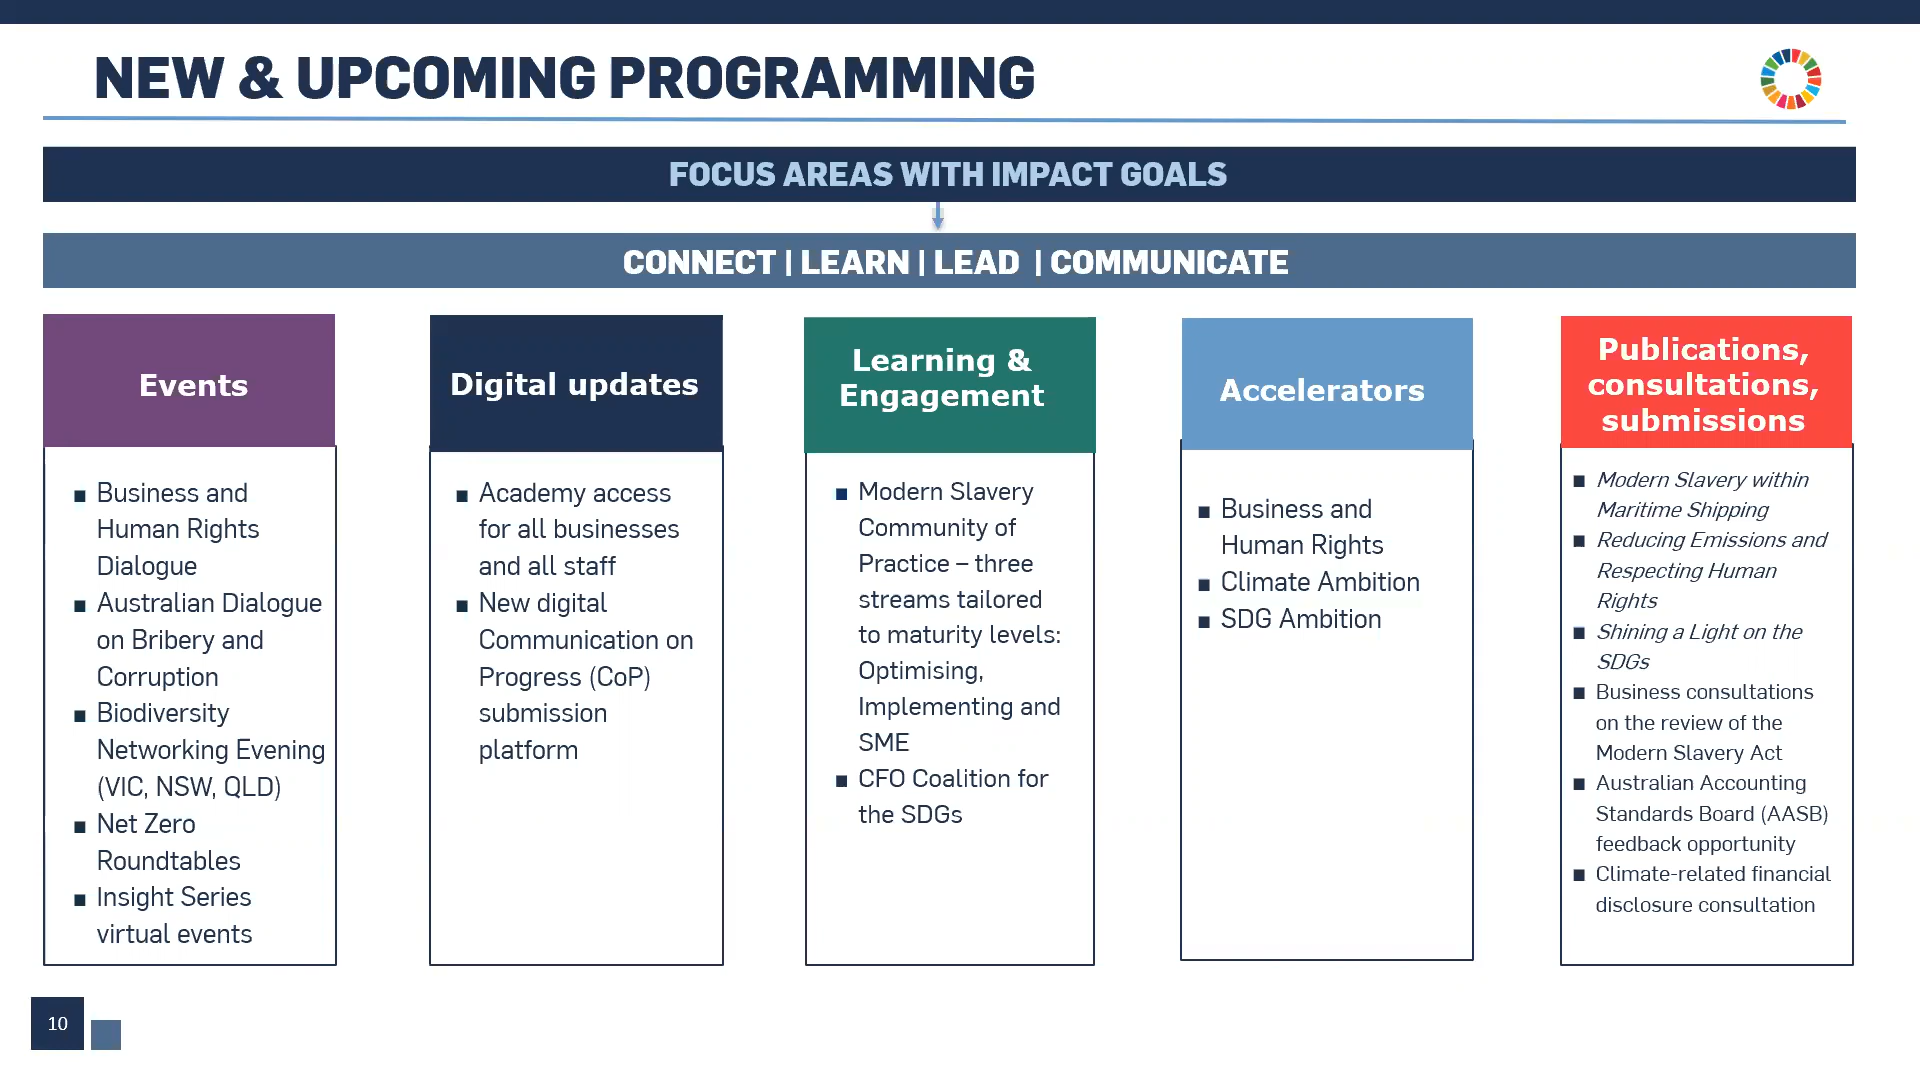 NEW & UPCOMING PROGRAMMING
FOCUS AREAS WITH IMPACT GOALS
CONNECT | LEARN | LEAD | COMMUNICATE
Events
■ Business and
Human Rights
Dialogue
■ Australian Dialogue
on Bribery and
Corruption
■ Biodiversity
Networking Evening
(VIC, NSW, QLD)
■ Net Zero
Roundtables
■ Insight Series
virtual events
Digital updates
■ Academy access
for all businesses
and all staff
■ New digital
Communication on
Progress (CoP)
submission
platform
Learning &
Engagement
■ Modern Slavery
Community of
Practice – three
streams tailored
to maturity levels:
Optimising,
Implementing and
SME
■ CFO Coalition for
the SDGs
Accelerators
■ Business and
Human Rights
■ Climate Ambition
■ SDG Ambition
Publications,
consultations,
submissions
■ Modern Slavery within
Maritime Shipping
■ Reducing Emissions and
Respecting Human
Rights
■ Shining a Light on the
SDGs
■ Business consultations
on the review of the
Modern Slavery Act
■ Australian Accounting
Standards Board (AASB)
feedback opportunity
■ Climate-related financial
disclosure consultation
10